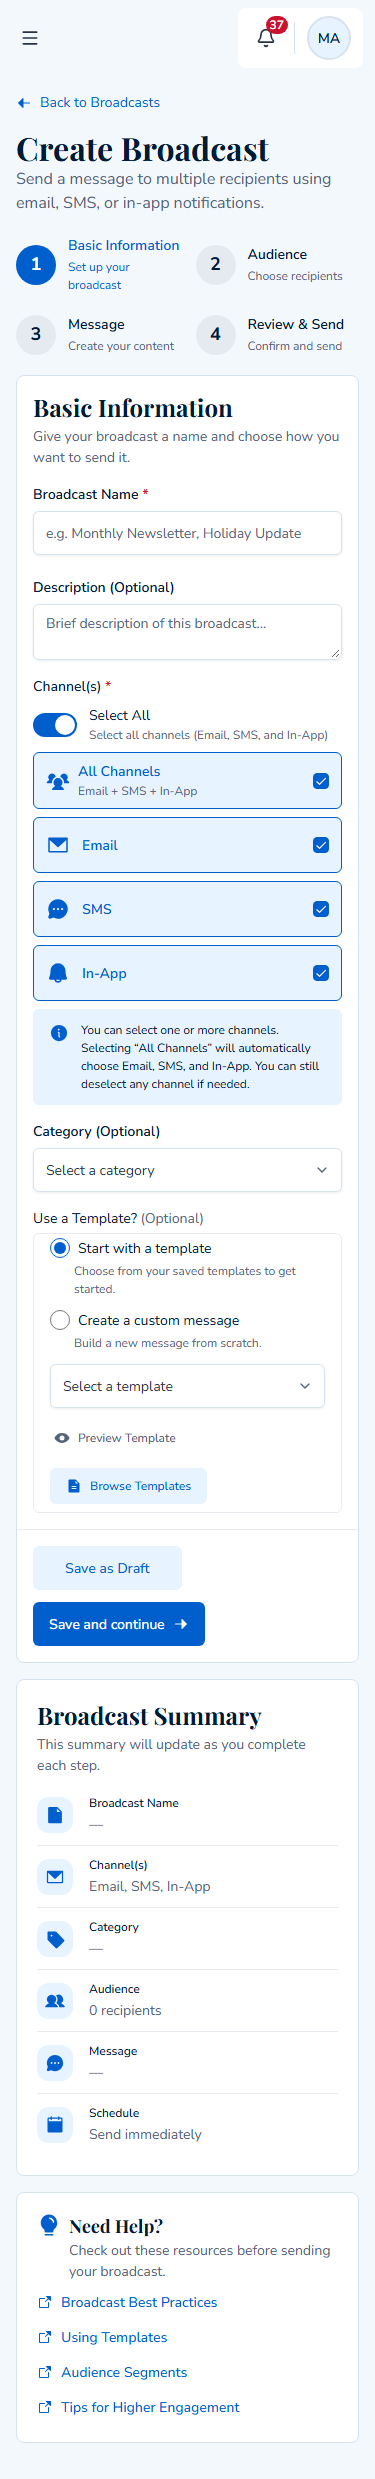 37
MA
Back to Broadcasts
Create Broadcast
Send a message to multiple recipients using
email, SMS, or in-app notifications.
1
Basic Information
Set up your
broadcast
2
Audience
Choose recipients
3
Message
Create your content
4
Review & Send
Confirm and send
Basic Information
Give your broadcast a name and choose how you
want to send it.
Broadcast Name *
e.g. Monthly Newsletter, Holiday Update
Description (Optional)
Brief description of this broadcast...
Channel(s) *
Select All
Select all channels (Email, SMS, and In-App)
All Channels
Email + SMS + In-App
Email
SMS
In-App
You can select one or more channels.
Selecting “All Channels” will automatically
choose Email, SMS, and In-App. You can still
deselect any channel if needed.
Category (Optional)
Select a category
Use a Template? (Optional)
Start with a template
Choose from your saved templates to get
started.
Create a custom message
Build a new message from scratch.
Select a template
Preview Template
Browse Templates
Save as Draft
Save and continue
Broadcast Summary
This summary will update as you complete
each step.
Broadcast Name
—
Channel(s)
Email, SMS, In-App
Category
—
Audience
0 recipients
Message
—
Schedule
Send immediately
Need Help?
Check out these resources before sending
your broadcast.
Broadcast Best Practices
Using Templates
Audience Segments
Tips for Higher Engagement